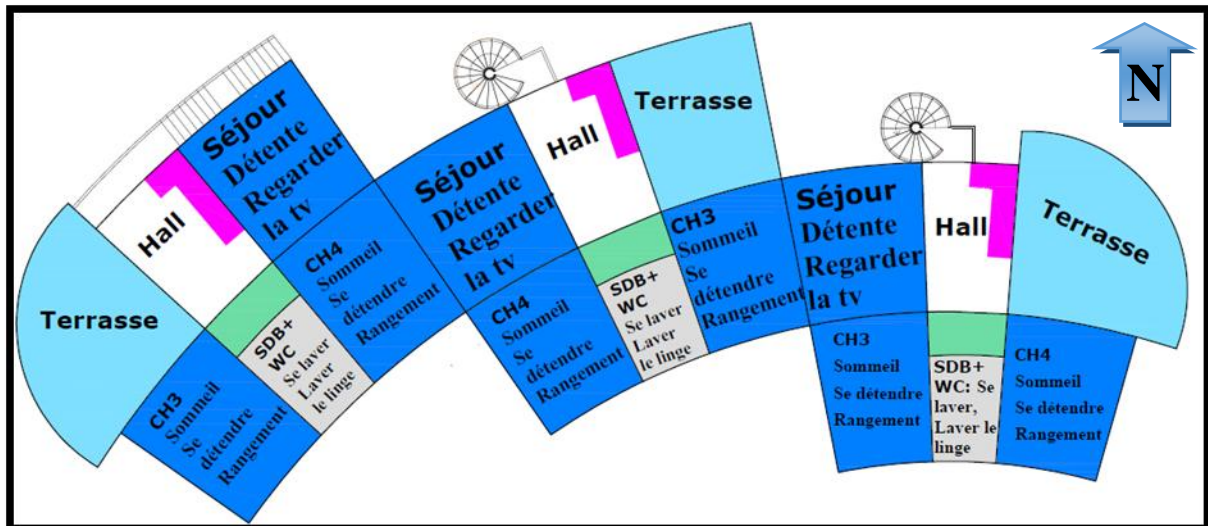 N
Séjour
Détente
Regarder
la tv
Hall
Terrasse
CH4
Sommeil
Se
détendre
Rangement
SDB+
WC
Se laver
Laver
le linge
CH3
Sommeil
Se
détendre
Rangement
Séjour
Détente
Regarder
la tv
Hall
Terrasse
CH4
Sommeil
Se
détendre
Rangement
SDB+
WC
Se laver
Laver
le linge
CH3
Sommeil
Se
détendre
Rangement
Séjour
Détente
Regarder
la tv
Hall
Terrasse
CH3
Sommeil
Se détendre
Rangement
SDB+
WC: Se
laver,
Laver le
linge
CH4
Sommeil
Se détendre
Rangement